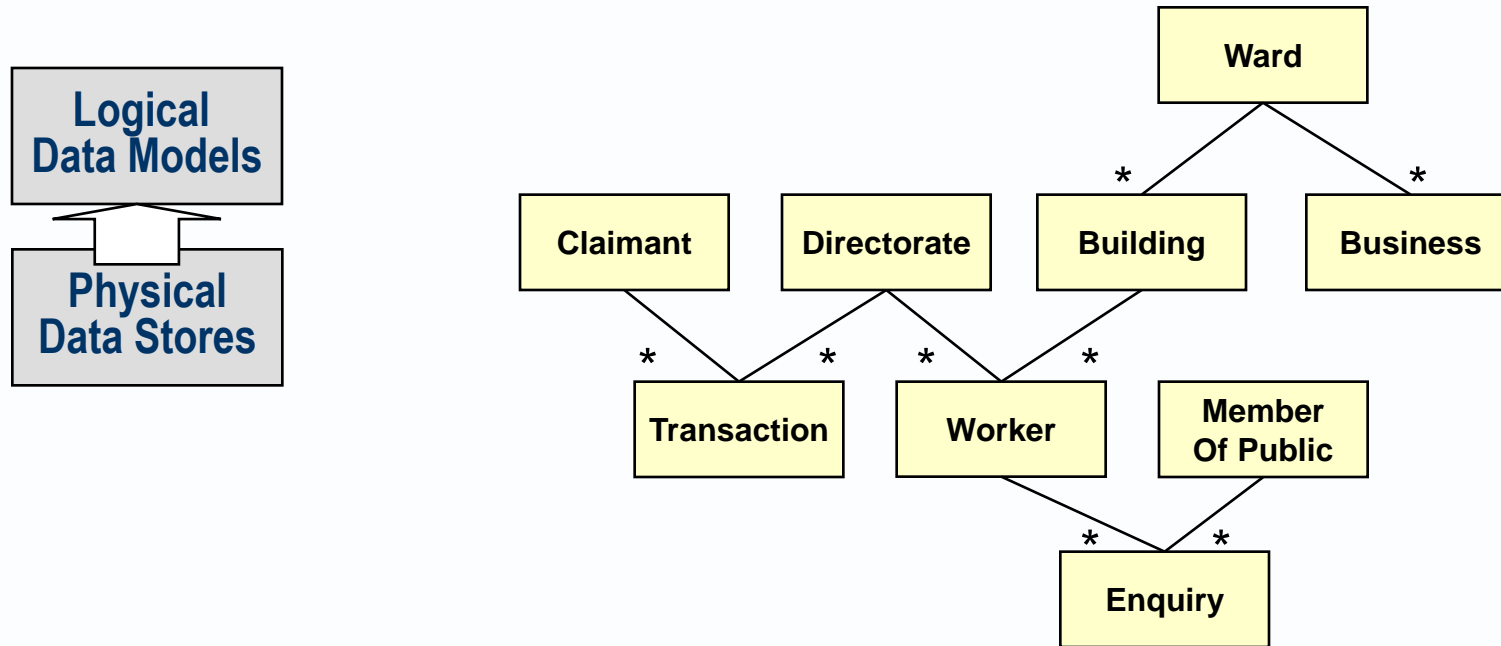 Logical
Data Models
Physical
Data Stores
Ward
* *
Claimant Directorate Building Business
* * * *
Transaction Worker Member
Of Public
* *
Enquiry